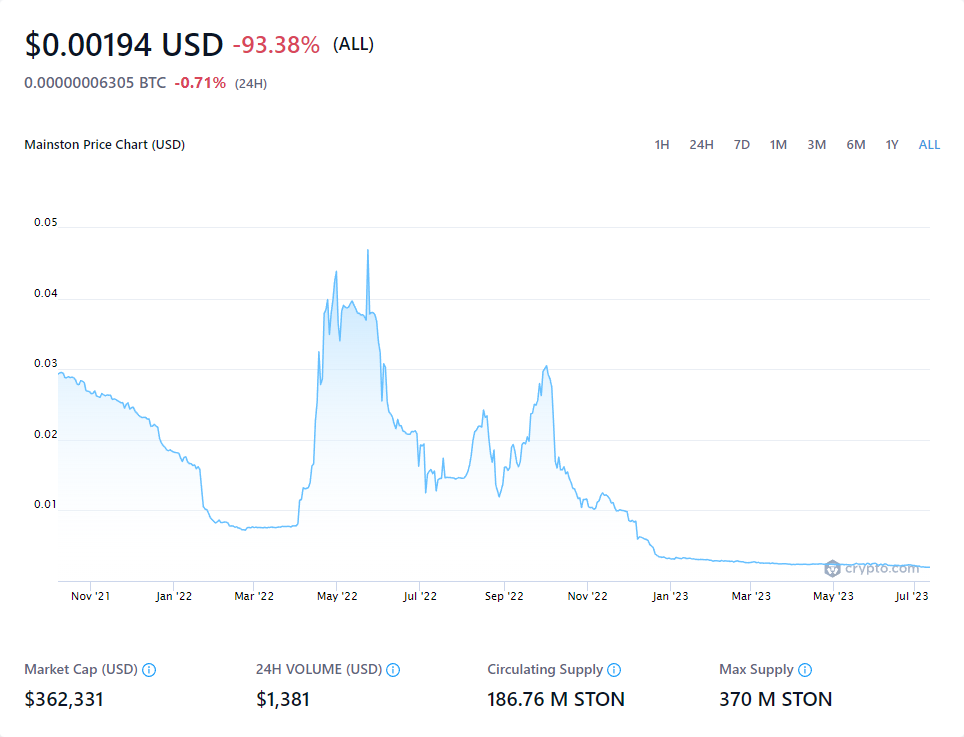 $0.00194 USD -93.38% (ALL)
0.00000006305 BTC -0.71% (24H)
Mainston Price Chart (USD) 1H 24H 7D 1M 3M 6M 1Y ALL
0.05
0.04
0.03
0.02
0.01
crypto.com
Nov '21 Jan '22 Mar '22 May '22 Jul '22 Sep '22 Nov '22 Jan '23 Mar '23 May '23 Jul '23
Market Cap (USD) 24H VOLUME (USD) Circulating Supply Max Supply
$362,331 $1,381 186.76 M STON 370 M STON